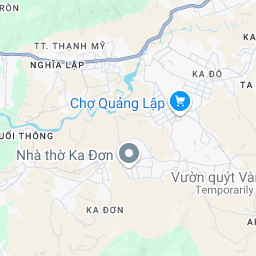 RÒN
TT. THẠNH MỸ
NGHĨA LẬP
KA ĐÔ
TA
Chợ Quảng Lập
UỐI THÔNG
Nhà thờ Ka Đơn
Vườn quýt Vàn
Temporarily
KA ĐƠN